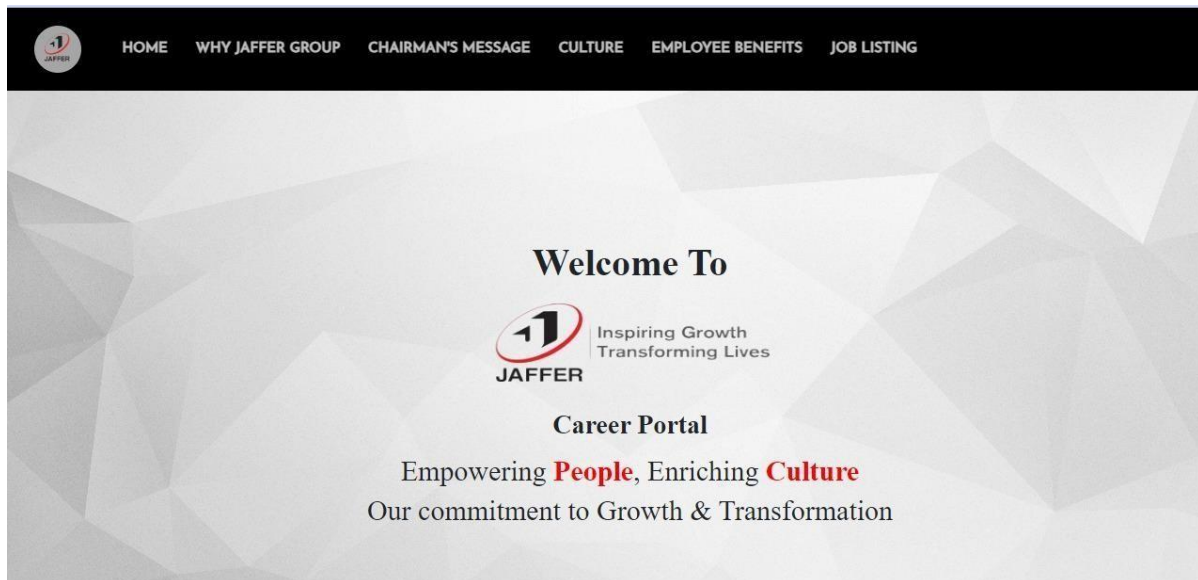 JAFFER
HOME WHY JAFFER GROUP CHAIRMAN'S MESSAGE CULTURE EMPLOYEE BENEFITS JOB LISTING
Welcome To
JAFFER
Inspiring Growth
Transforming Lives
Career Portal
Empowering People, Enriching Culture
Our commitment to Growth & Transformation